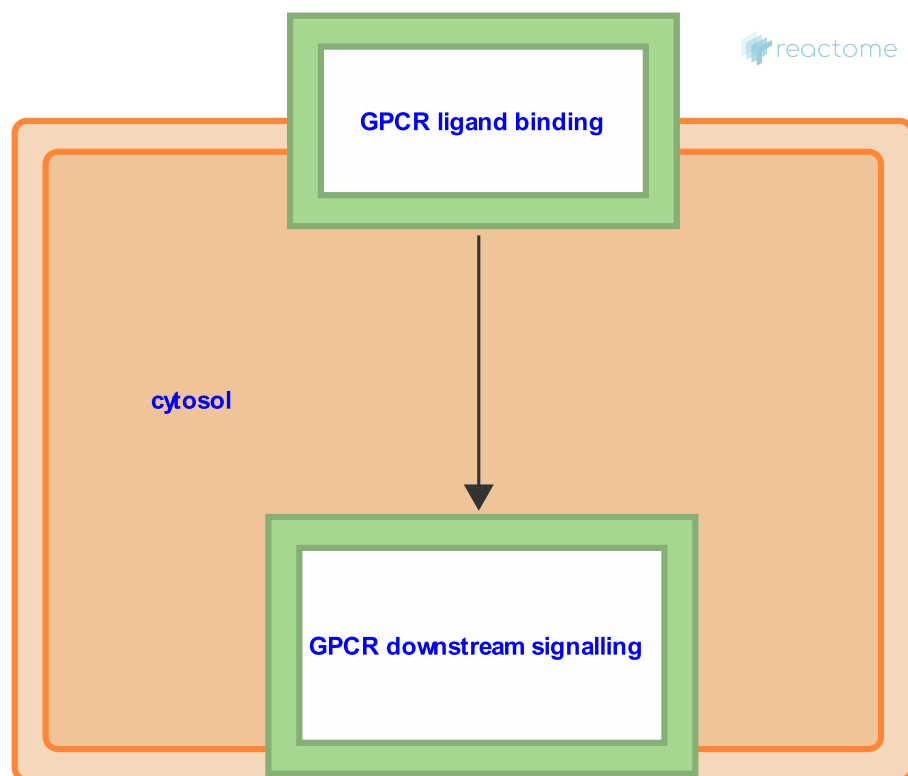 reactome
GPCR ligand binding
cytosol
GPCR downstream signalling